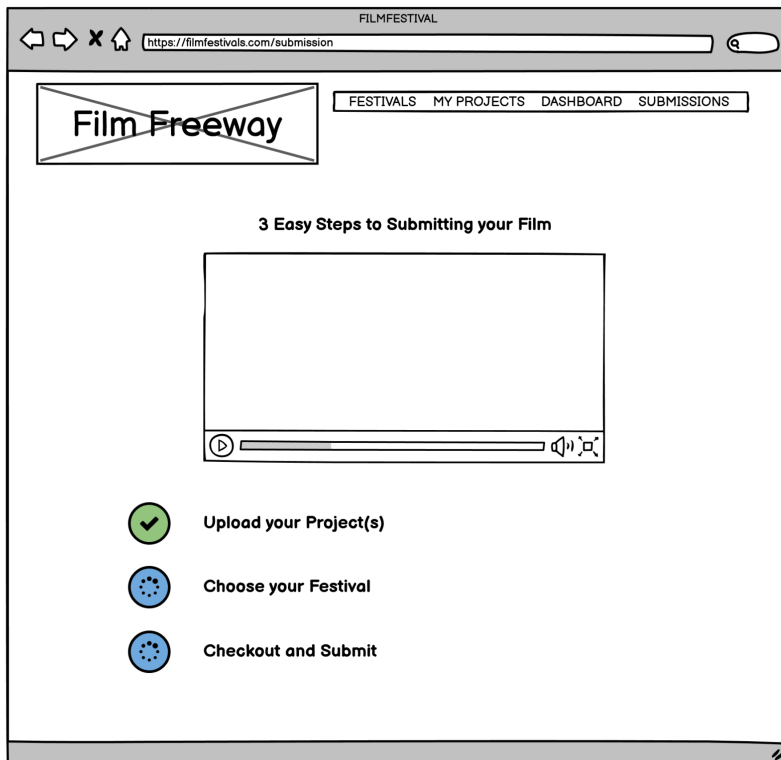 FILMFESTIVAL
https://filmfestivals.com/submission
Film Freeway
FESTIVALS MY PROJECTS DASHBOARD SUBMISSIONS
3 Easy Steps to Submitting your Film
Upload your Project(s)
Choose your Festival
Checkout and Submit